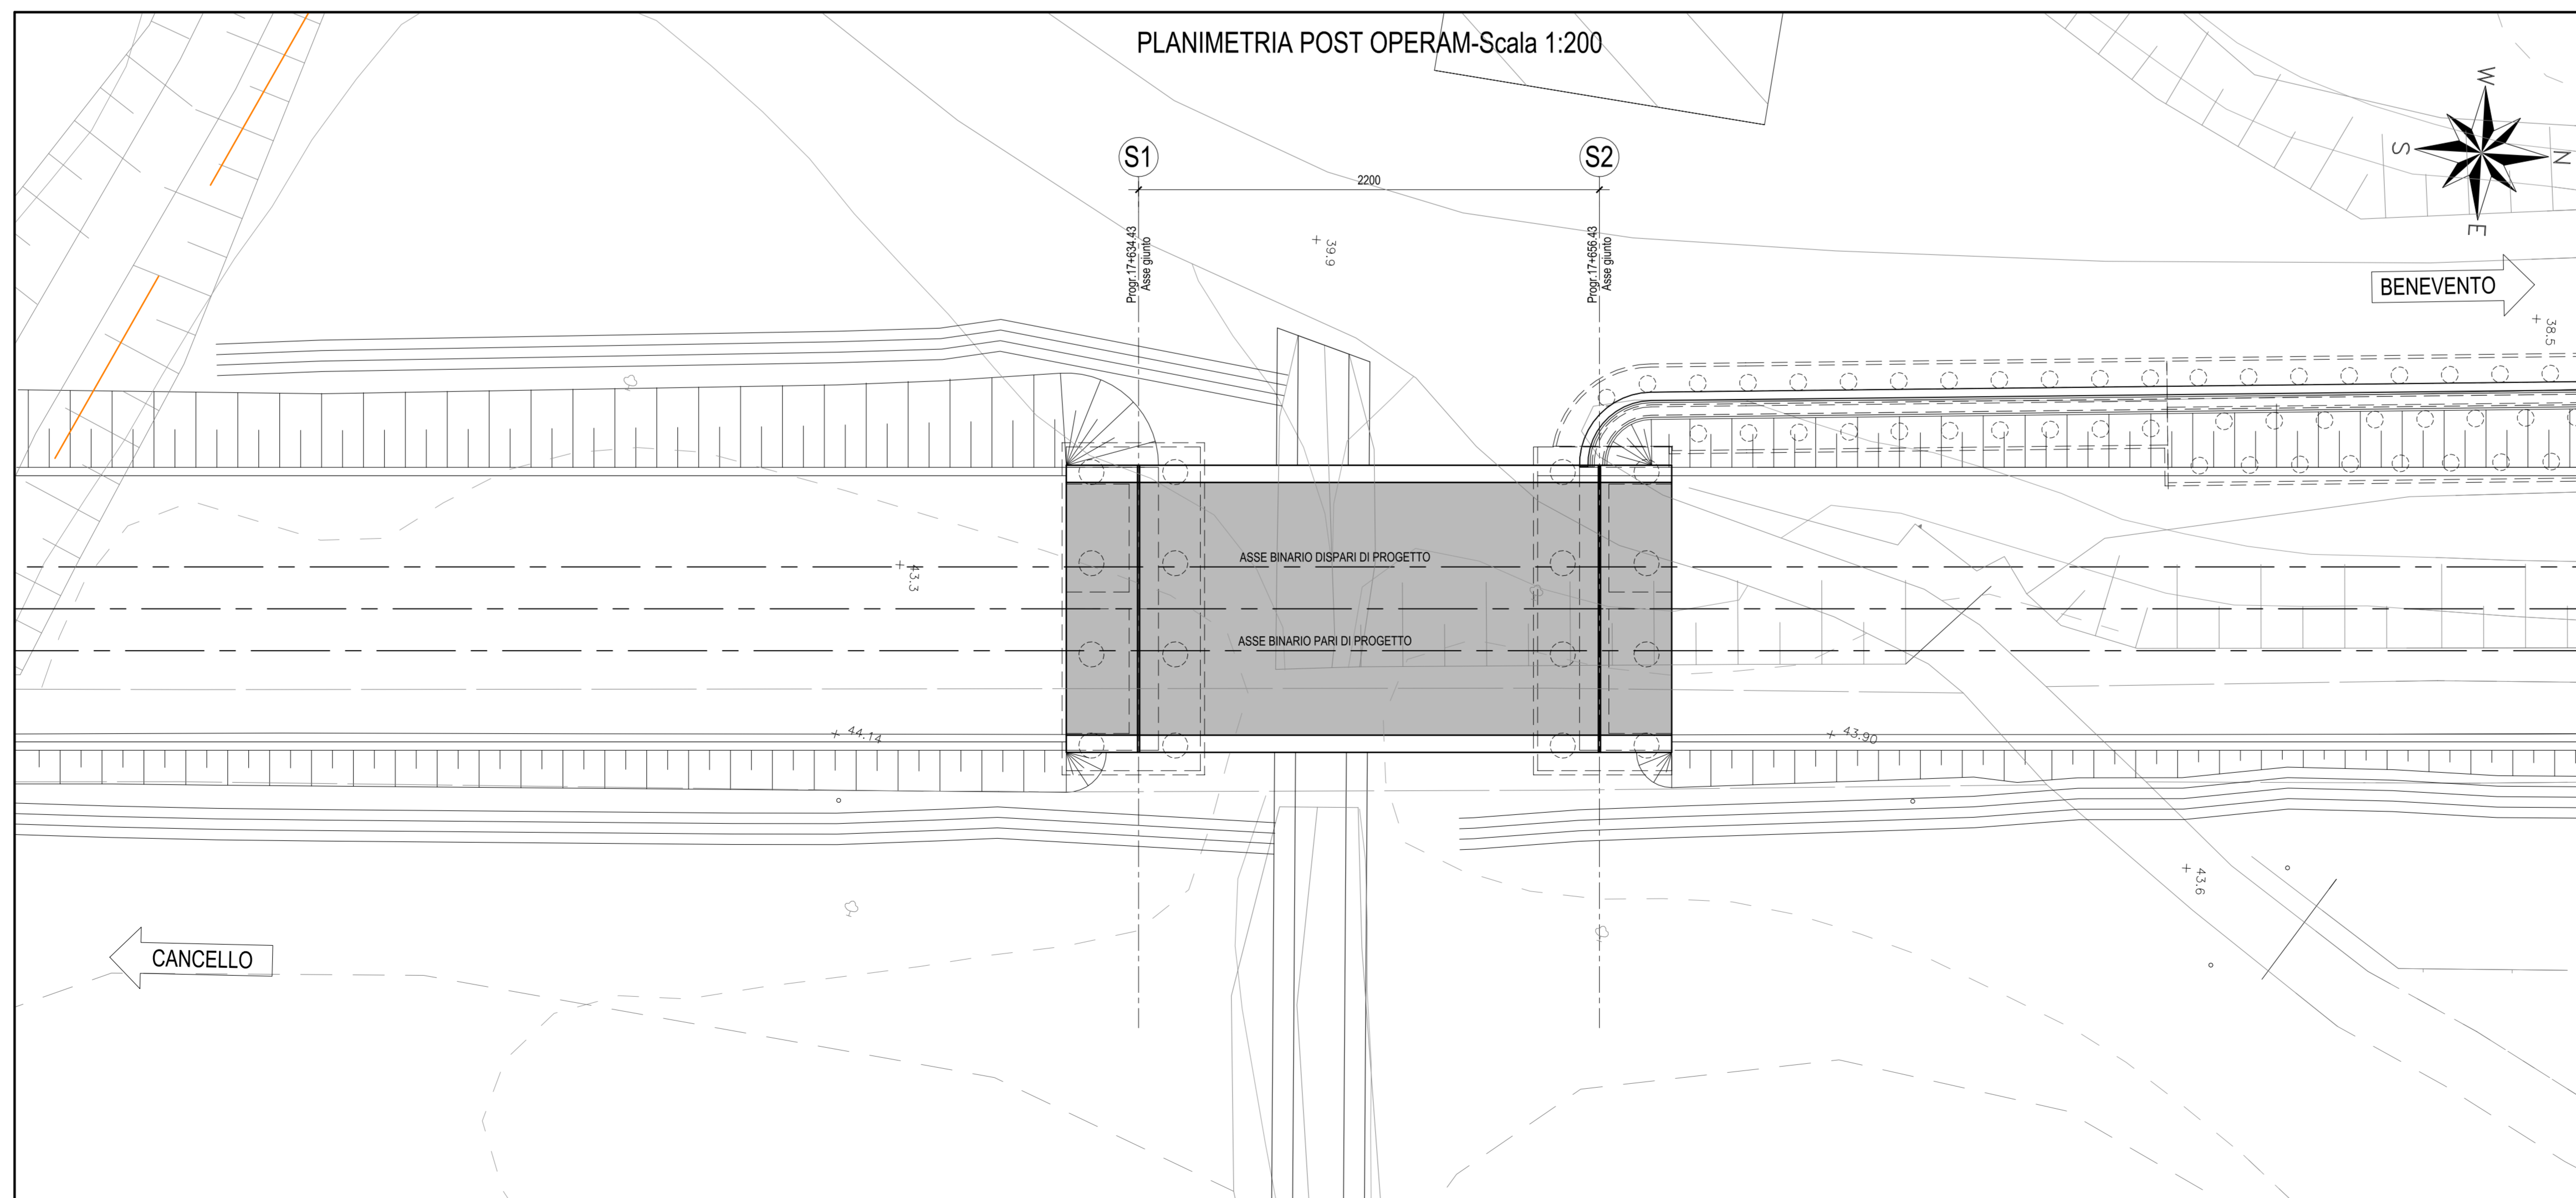 PLANIMETRIA POST OPERAM-Scala 1:200
W
S
N
E
S1
S2
2200
Progr.17+634.43
Asse giunto
Progr.17+656.43
Asse giunto
39.9
BENEVENTO
38.5
ASSE BINARIO DISPARI DI PROGETTO
43.3
ASSE BINARIO PARI DI PROGETTO
44.14
43.90
43.6
CANCELLO